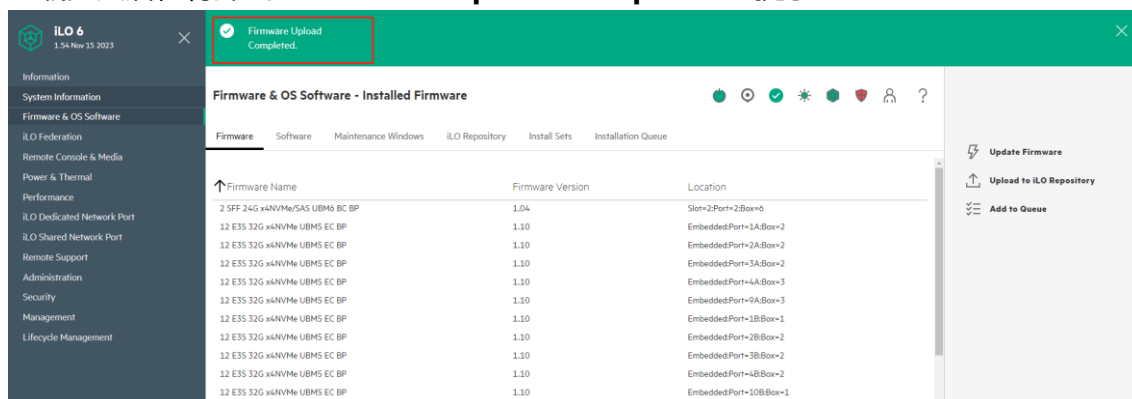 iLO 6
1.54 Nov 15 2023
Firmware Upload
Completed.
Information
System Information
Firmware & OS Software
iLO Federation
Remote Console & Media
Power & Thermal
Performance
iLO Dedicated Network Port
iLO Shared Network Port
Remote Support
Administration
Security
Management
Lifecycle Management
Firmware & OS Software - Installed Firmware
?
Firmware Software Maintenance Windows iLO Repository Install Sets Installation Queue
Firmware Name Firmware Version Location
2 SFF 24G x4NVMe/SAS UBM6 BC BP 1.04 Slot=2:Port=2:Box=6
12 E3S 32G x4NVMe UBM5 EC BP 1.10 Embedded:Port=1A:Box=2
12 E3S 32G x4NVMe UBM5 EC BP 1.10 Embedded:Port=2A:Box=2
12 E3S 32G x4NVMe UBM5 EC BP 1.10 Embedded:Port=3A:Box=2
12 E3S 32G x4NVMe UBM5 EC BP 1.10 Embedded:Port=4A:Box=3
12 E3S 32G x4NVMe UBM5 EC BP 1.10 Embedded:Port=9A:Box=3
12 E3S 32G x4NVMe UBM5 EC BP 1.10 Embedded:Port=1B:Box=1
12 E3S 32G x4NVMe UBM5 EC BP 1.10 Embedded:Port=2B:Box=2
12 E3S 32G x4NVMe UBM5 EC BP 1.10 Embedded:Port=3B:Box=2
12 E3S 32G x4NVMe UBM5 EC BP 1.10 Embedded:Port=4B:Box=2
12 E3S 32G x4NVMe UBM5 EC BP 1.10 Embedded:Port=10B:Box=1
Update Firmware
Upload to iLO Repository
Add to Queue